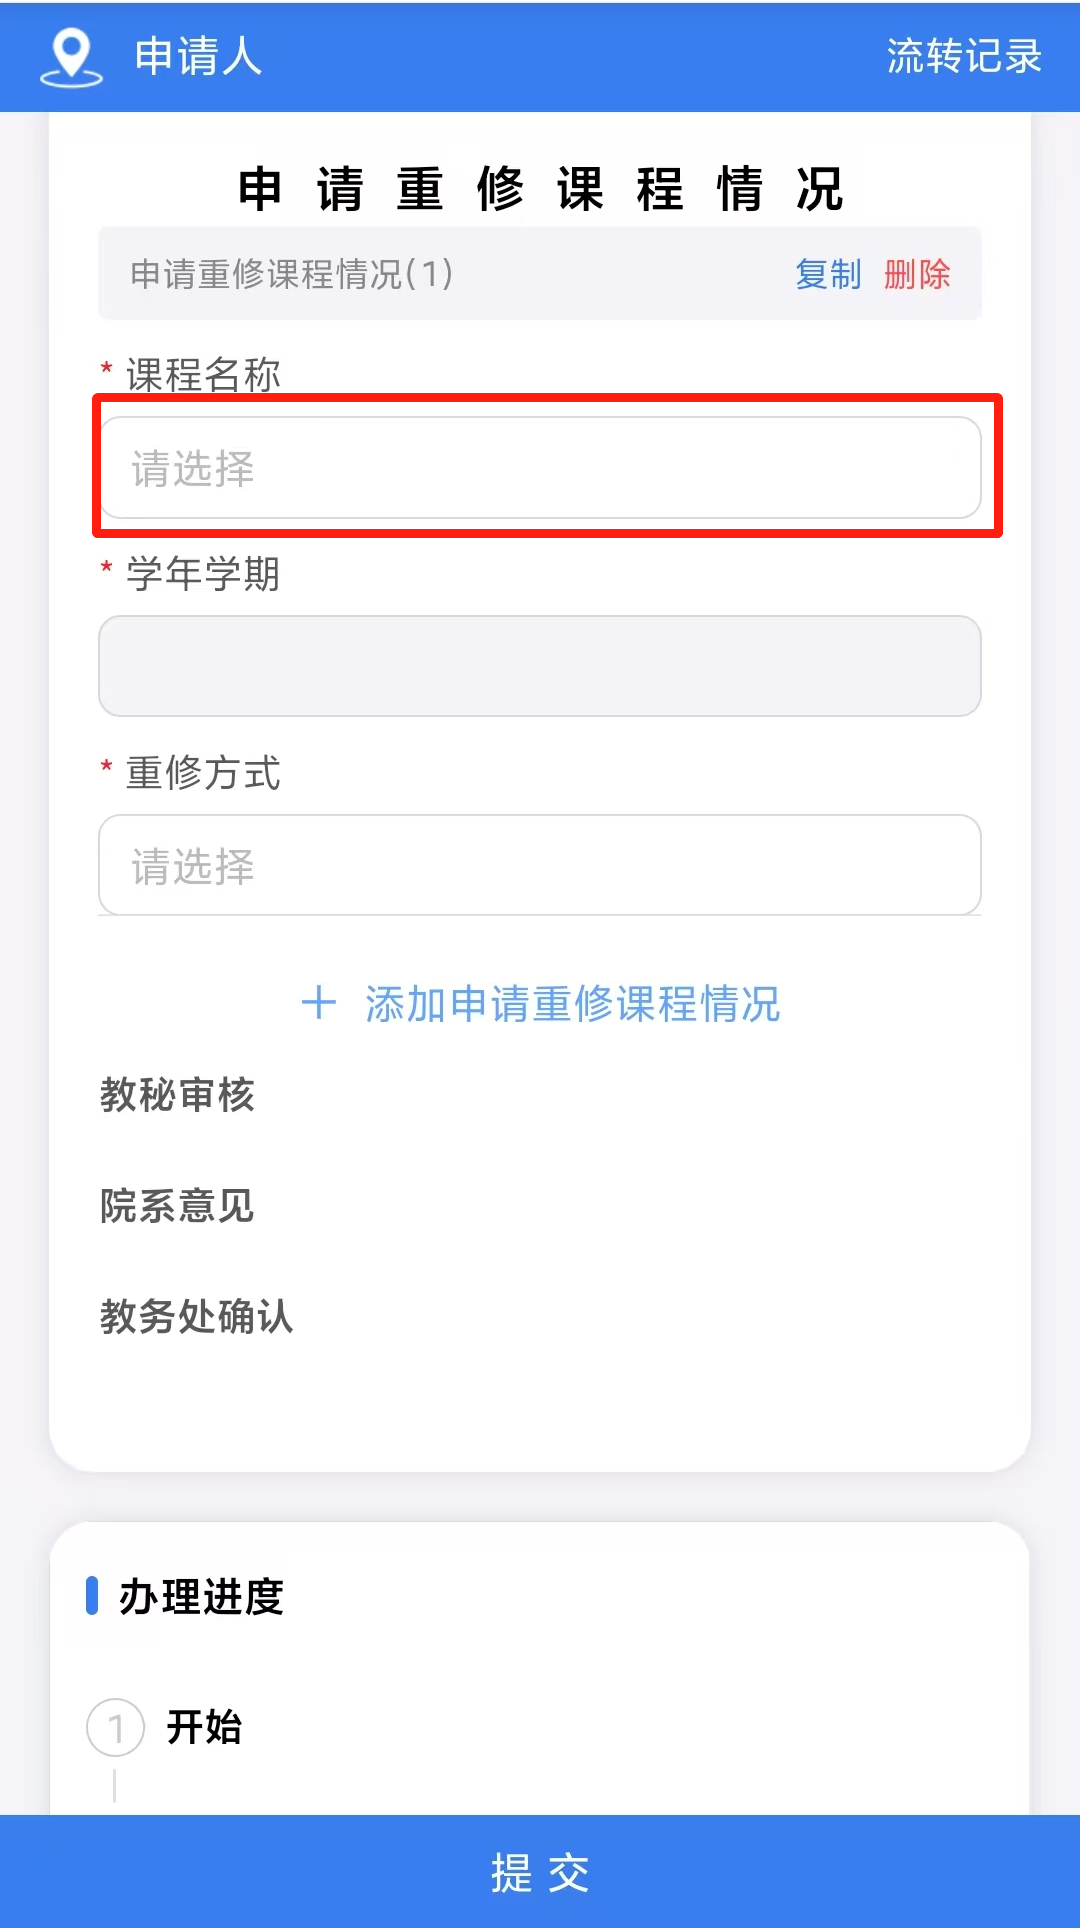 申请人 流转记录
申请重修课程情况
申请重修课程情况(1) 复制 删除
* 课程名称
请选择
* 学年学期
* 重修方式
请选择
＋ 添加申请重修课程情况
教秘审核
院系意见
教务处确认
办理进度
1 开始
提交